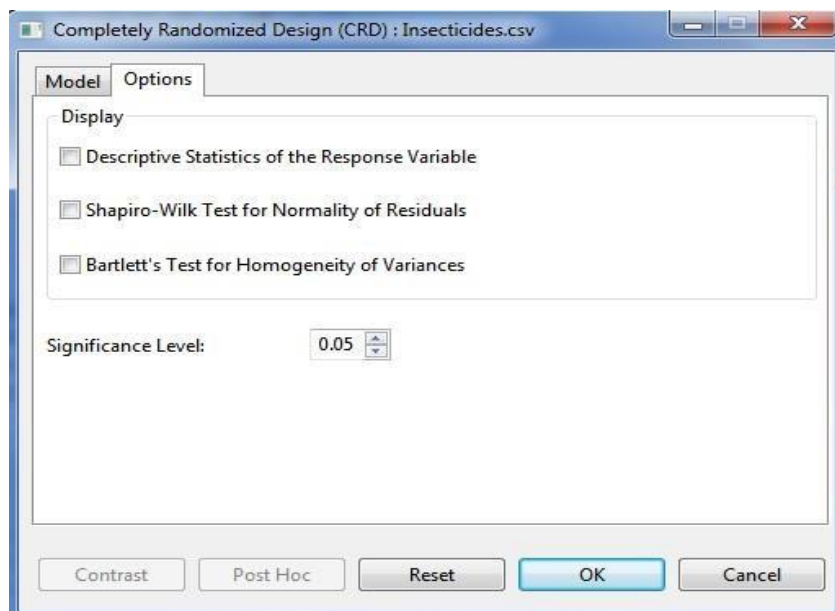 Completely Randomized Design (CRD) : Insecticides.csv
Model Options
Display
Descriptive Statistics of the Response Variable
Shapiro-Wilk Test for Normality of Residuals
Bartlett's Test for Homogeneity of Variances
Significance Level: 0.05
Contrast Post Hoc Reset OK Cancel